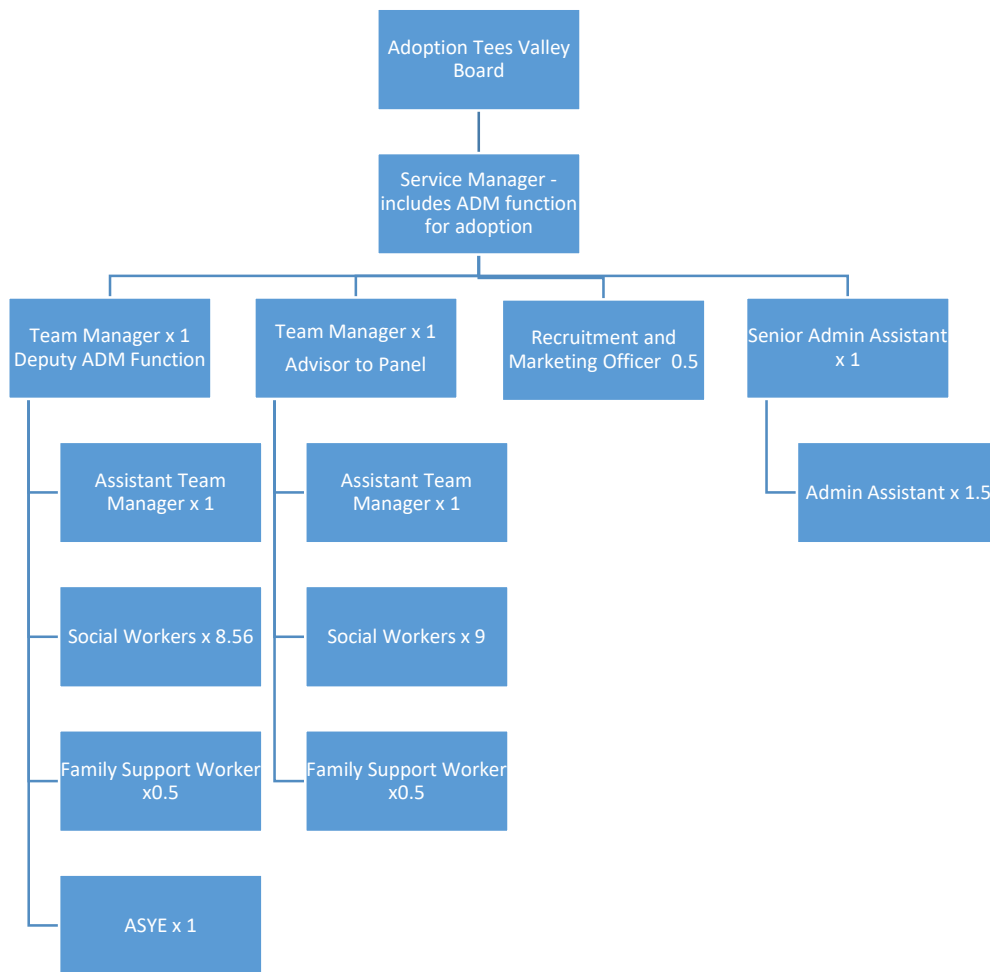 Adoption Tees Valley
Board
Service Manager -
includes ADM function
for adoption
Team Manager x 1
Deputy ADM Function
Team Manager x 1
Advisor to Panel
Recruitment and
Marketing Officer  0.5
Senior Admin Assistant
x 1
Assistant Team
Manager x 1
Assistant Team
Manager x 1
Admin Assistant x 1.5
Social Workers x 8.56
Social Workers x 9
Family Support Worker
x0.5
Family Support Worker
x0.5
ASYE x 1